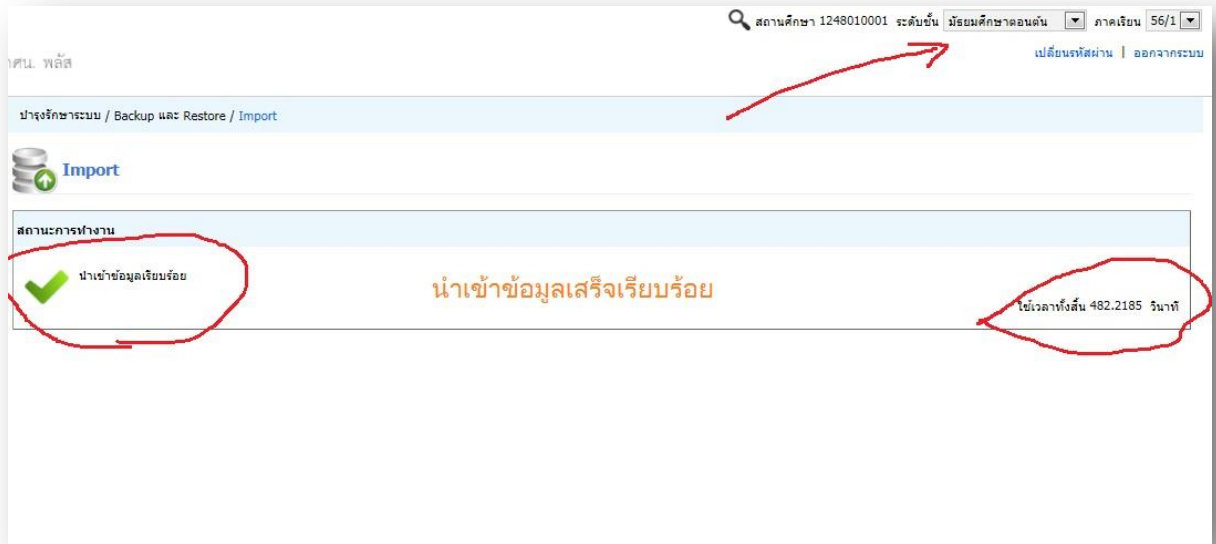 สถานศึกษา 1248010001 ระดับชั้น มัธยมศึกษาตอนต้น ภาคเรียน 56/1
เปลี่ยนรหัสผ่าน | ออกจากระบบ
ศน. พลัส
บำรุงรักษาระบบ / Backup และ Restore / Import
Import
สถานะการทำงาน
นำเข้าข้อมูลเรียบร้อย
นำเข้าข้อมูลเสร็จเรียบร้อย
ใช้เวลาทั้งสิ้น 482.2185 วินาที